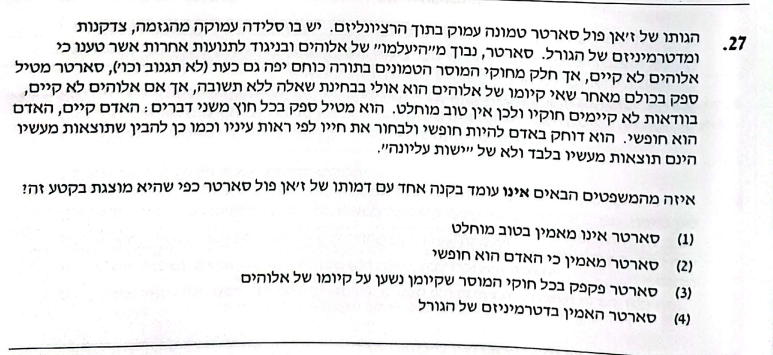 27. הגותו של ז'אן פול סארטר טמונה עמוק בתוך הרציונליזם. יש בו סלידה עמוקה מהגזמה, צדקנות
ומדטרמיניזם של הגורל. סארטר, נבוך מ"היעלמו" של אלוהים ובניגוד לתנועות אחרות אשר טענו כי
אלוהים לא קיים, אך חלק מחוקי המוסר הטמונים בתורה כוחם יפה גם כעת (לא תגנוב וכו'), סארטר מטיל
ספק בכולם מאחר שאי קיומו של אלוהים הוא אולי בבחינת שאלה ללא תשובה, אך אם אלוהים לא קיים,
בוודאות לא קיימים חוקיו ולכן אין טוב מוחלט. הוא מטיל ספק בכל חוץ משני דברים: האדם קיים, האדם
הוא חופשי. הוא דוחק באדם להיות חופשי ולבחור את חייו לפי ראות עיניו וכמו כן להבין שתוצאות מעשיו
הינם תוצאות מעשיו בלבד ולא של "ישות עליונה".
איזה מהמשפטים הבאים אינו עומד בקנה אחד עם דמותו של ז'אן פול סארטר כפי שהיא מוצגת בקטע זה?
(1) סארטר אינו מאמין בטוב מוחלט
(2) סארטר מאמין כי האדם הוא חופשי
(3) סארטר פקפק בכל חוקי המוסר שקיומן נשען על קיומו של אלוהים
(4) סארטר האמין בדטרמיניזם של הגורל